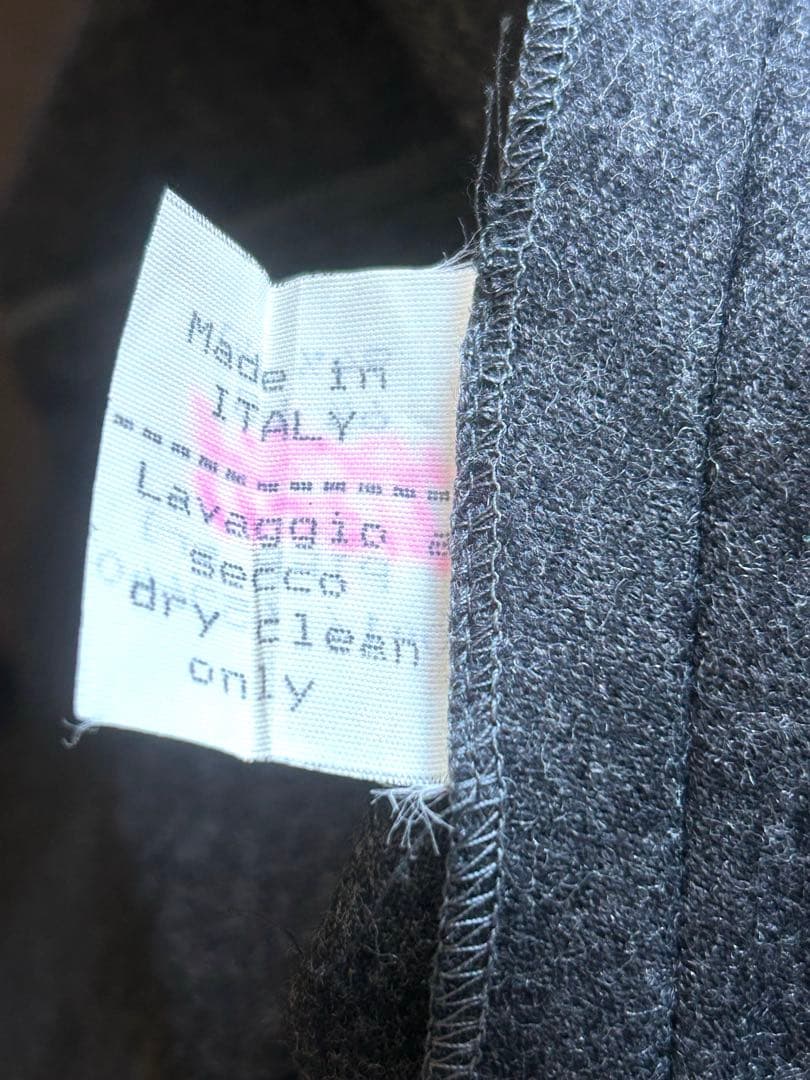 Made in
ITALY
Lavaggio a
secco
dry clean
only